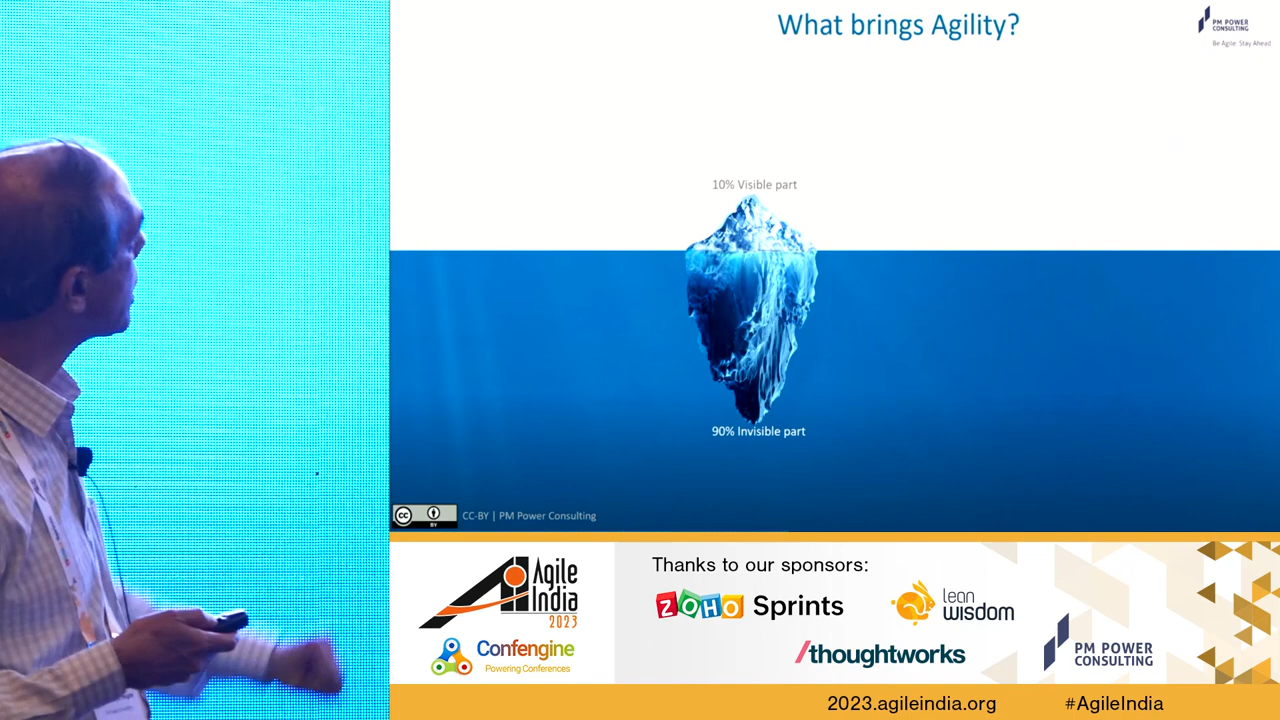 What brings Agility?
PM POWER
CONSULTING
Be Agile Stay Ahead
10% Visible part
90% Invisible part
cc
BY
CC-BY | PM Power Consulting
Agile
India
2023
Confengine
Powering Conferences
Thanks to our sponsors:
ZOHO Sprints
lean
wisdom
/thoughtworks
PM POWER
CONSULTING
2023.agileindia.org
#AgileIndia